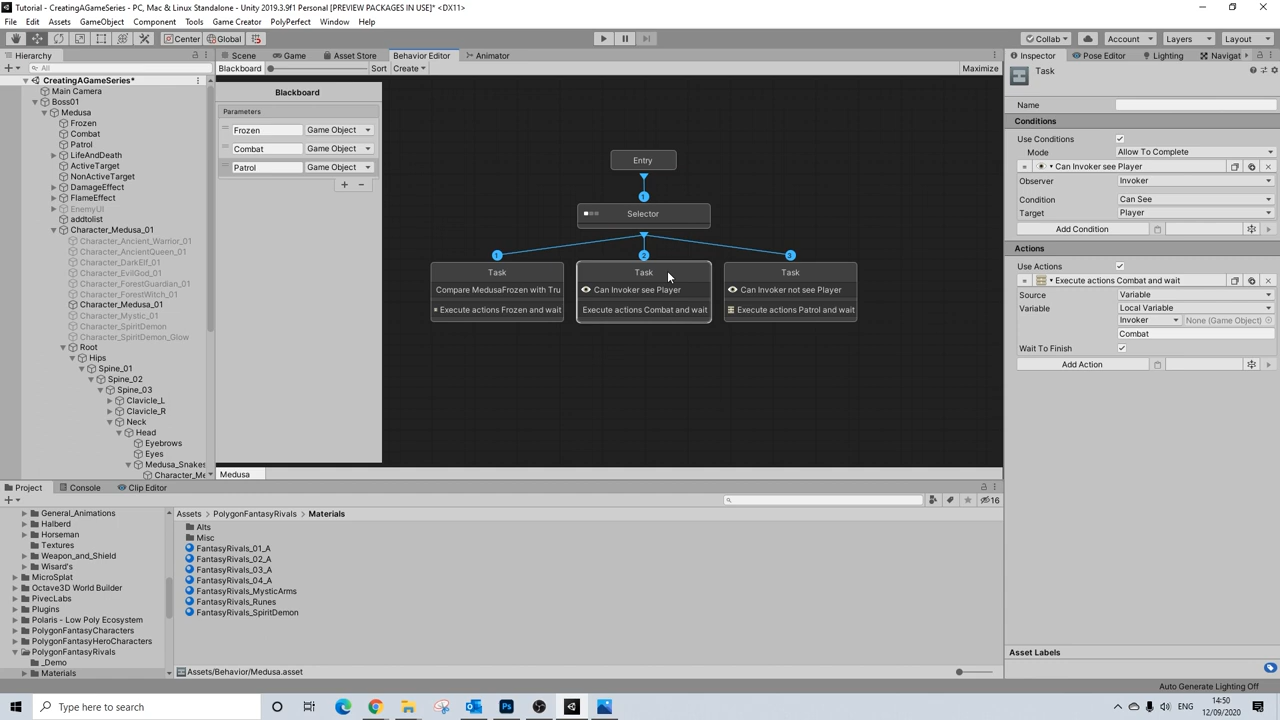 Tutorial - CreatingAGameSeries - PC, Mac & Linux Standalone - Unity 2019.3.9f1 Personal [PREVIEW PACKAGES IN USE]* <DX11>
File Edit Assets GameObject Component Tools Game Creator PolyPerfect Window Help
Center Global Collab Account Layers Layout
Hierarchy Scene Game Asset Store Behavior Editor Animator Inspector Pose Editor Lighting Navigat
All Blackboard Sort Create Maximize Task
CreatingAGameSeries*
Main Camera
Boss01
Medusa
Frozen
Combat
Patrol
LifeAndDeath
ActiveTarget
NonActiveTarget
DamageEffect
FlameEffect
EnemyUI
addtolist
Character_Medusa_01
Character_Ancient_Warrior_01
Character_AncientQueen_01
Character_DarkElf_01
Character_EvilGod_01
Character_ForestGuardian_01
Character_ForestWitch_01
Character_Medusa_01
Character_Mystic_01
Character_SpiritDemon
Character_SpiritDemon_Glow
Root
Hips
Spine_01
Spine_02
Spine_03
Clavicle_L
Clavicle_R
Neck
Head
Eyebrows
Eyes
Medusa_Snakes
Character_Me
Blackboard
Parameters
Frozen Game Object
Combat Game Object
Patrol Game Object
Entry
1
Selector
1 2 3
Task Task Task
Compare MedusaFrozen with Tru Can Invoker see Player Can Invoker not see Player
Execute actions Frozen and wait Execute actions Combat and wait Execute actions Patrol and wait
Medusa
Name
Conditions
Use Conditions
Mode Allow To Complete
Can Invoker see Player
Observer Invoker
Condition Can See
Target Player
Add Condition
Actions
Use Actions
Execute actions Combat and wait
Source Variable
Variable Local Variable
Invoker None (Game Object)
Combat
Wait To Finish
Add Action
Asset Labels
Project Console Clip Editor
16
General_Animations
Halberd
Horseman
Textures
Weapon_and_Shield
Wisard's
MicroSplat
Octave3D World Builder
PivecLabs
Plugins
Polaris - Low Poly Ecosystem
PolygonFantasyCharacters
PolygonFantasyHeroCharacters
PolygonFantasyRivals
_Demo
Materials
Assets PolygonFantasyRivals Materials
Alts
Misc
FantasyRivals_01_A
FantasyRivals_02_A
FantasyRivals_03_A
FantasyRivals_04_A
FantasyRivals_MysticArms
FantasyRivals_Runes
FantasyRivals_SpiritDemon
Assets/Behavior/Medusa.asset
Auto Generate Lighting Off
Type here to search
ENG
14:50
12/09/2020